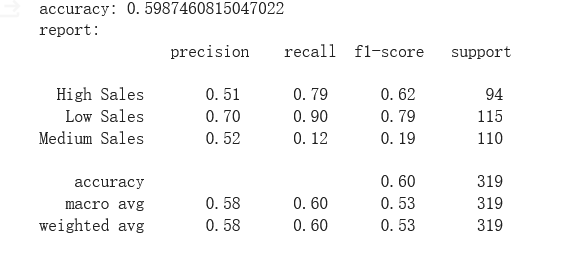 accuracy: 0.5987460815047022
report:
precision recall f1-score support
High Sales 0.51 0.79 0.62 94
Low Sales 0.70 0.90 0.79 115
Medium Sales 0.52 0.12 0.19 110
accuracy 0.60 319
macro avg 0.58 0.60 0.53 319
weighted avg 0.58 0.60 0.53 319